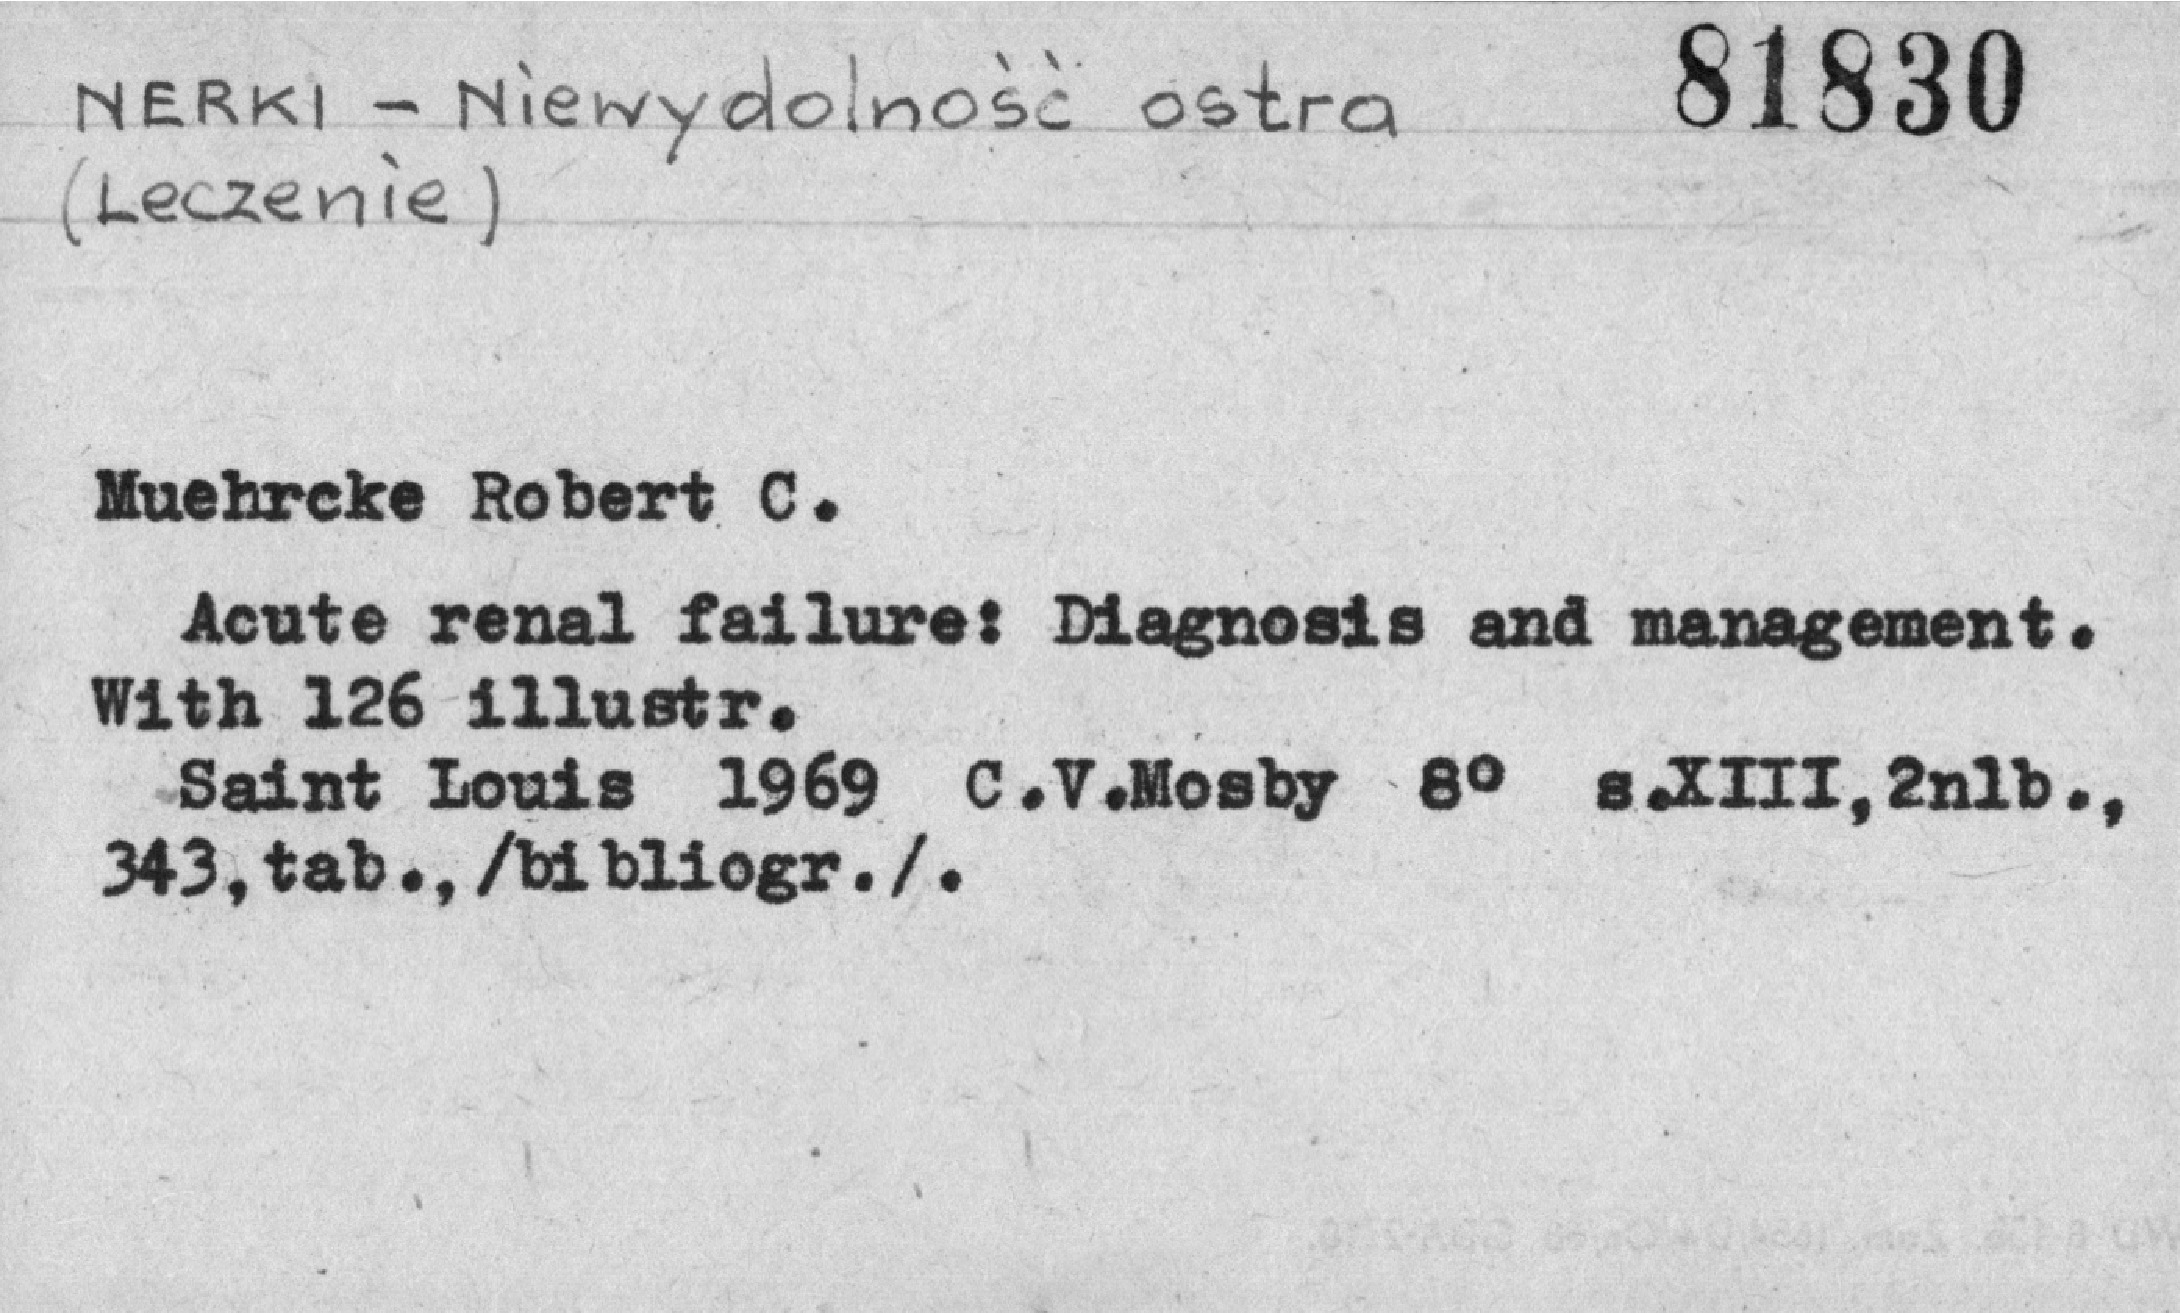 NERKI - Niewydolność ostra 81830
(Leczenie)
Muehrcke Robert C.
Acute renal failure: Diagnosis and management.
With 126 illustr.
Saint Louis 1969 C.V.Mosby 8° s.XIII,2nlb.,
343,tab.,/bibliogr./.